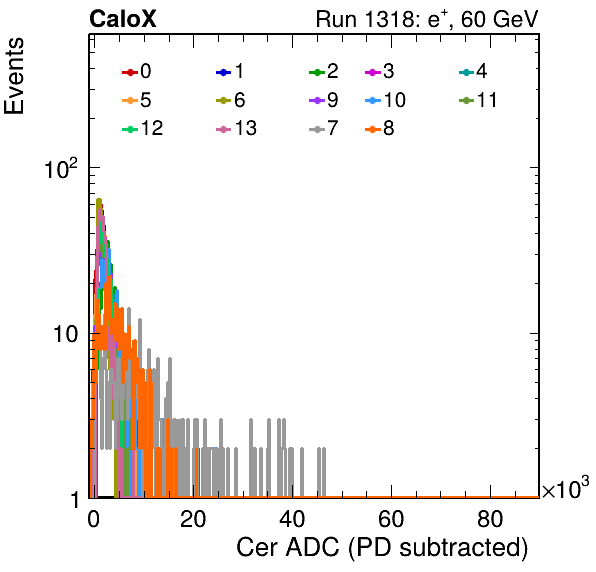 CaloX Run 1318: e⁺, 60 GeV
Events
0 1 2 3 4
5 6 9 10 11
12 13 7 8
10²
10
1
0 20 40 60 80 ×10³
Cer ADC (PD subtracted)